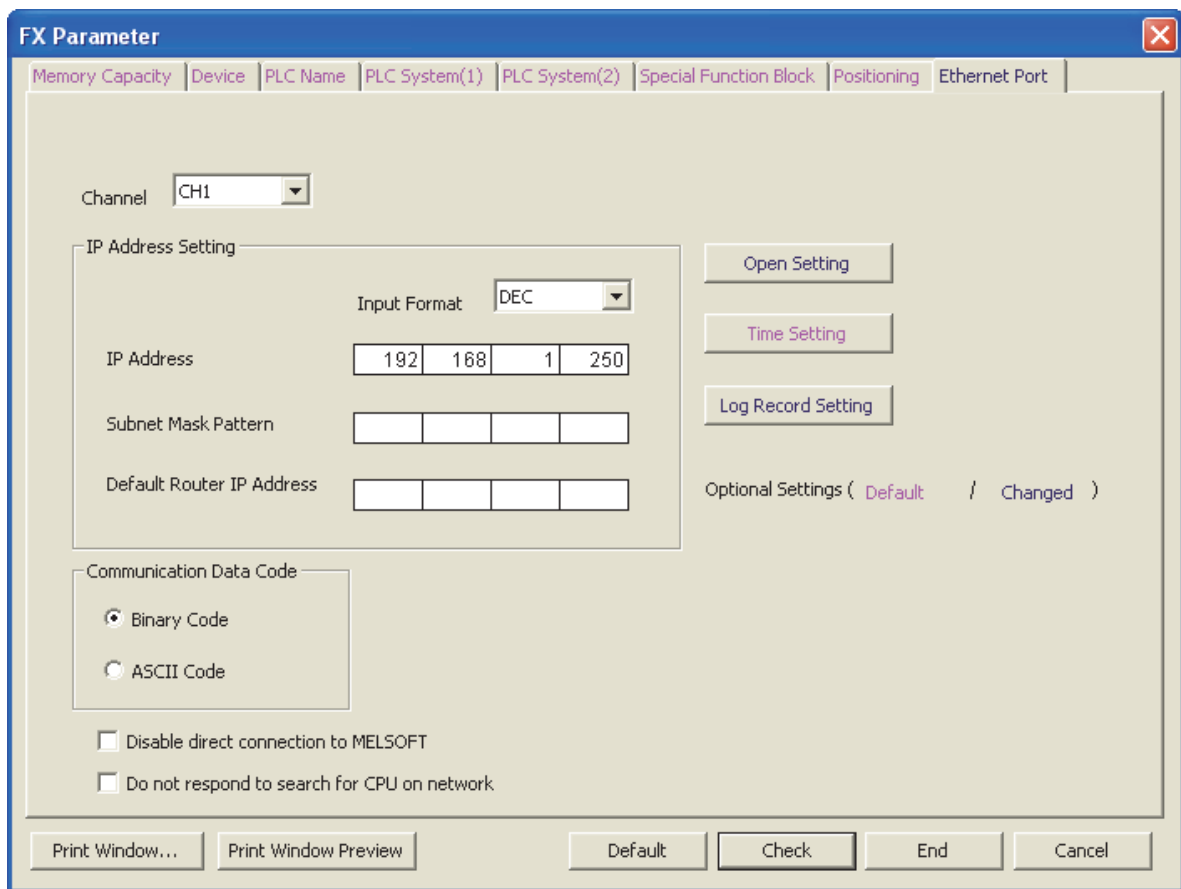 FX Parameter
Memory Capacity Device PLC Name PLC System(1) PLC System(2) Special Function Block Positioning Ethernet Port
Channel CH1
IP Address Setting
Input Format DEC
IP Address 192 168 1 250
Subnet Mask Pattern
Default Router IP Address
Open Setting
Time Setting
Log Record Setting
Optional Settings ( Default / Changed )
Communication Data Code
Binary Code
ASCII Code
Disable direct connection to MELSOFT
Do not respond to search for CPU on network
Print Window... Print Window Preview Default Check End Cancel